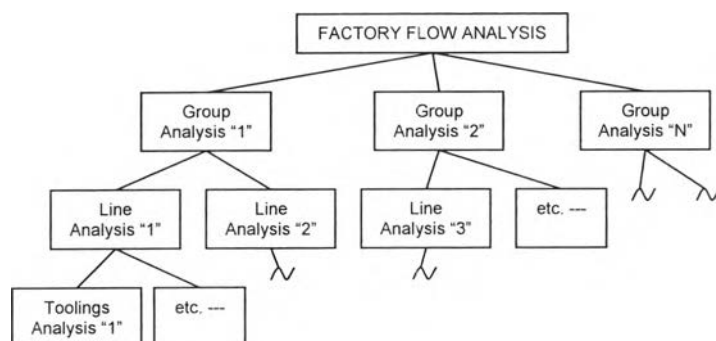 FACTORY FLOW ANALYSIS
Group
Analysis “1”
Group
Analysis “2”
Group
Analysis “N”
Line
Analysis “1”
Line
Analysis “2”
Line
Analysis “3”
etc. ---
Toolings
Analysis “1”
etc. ---